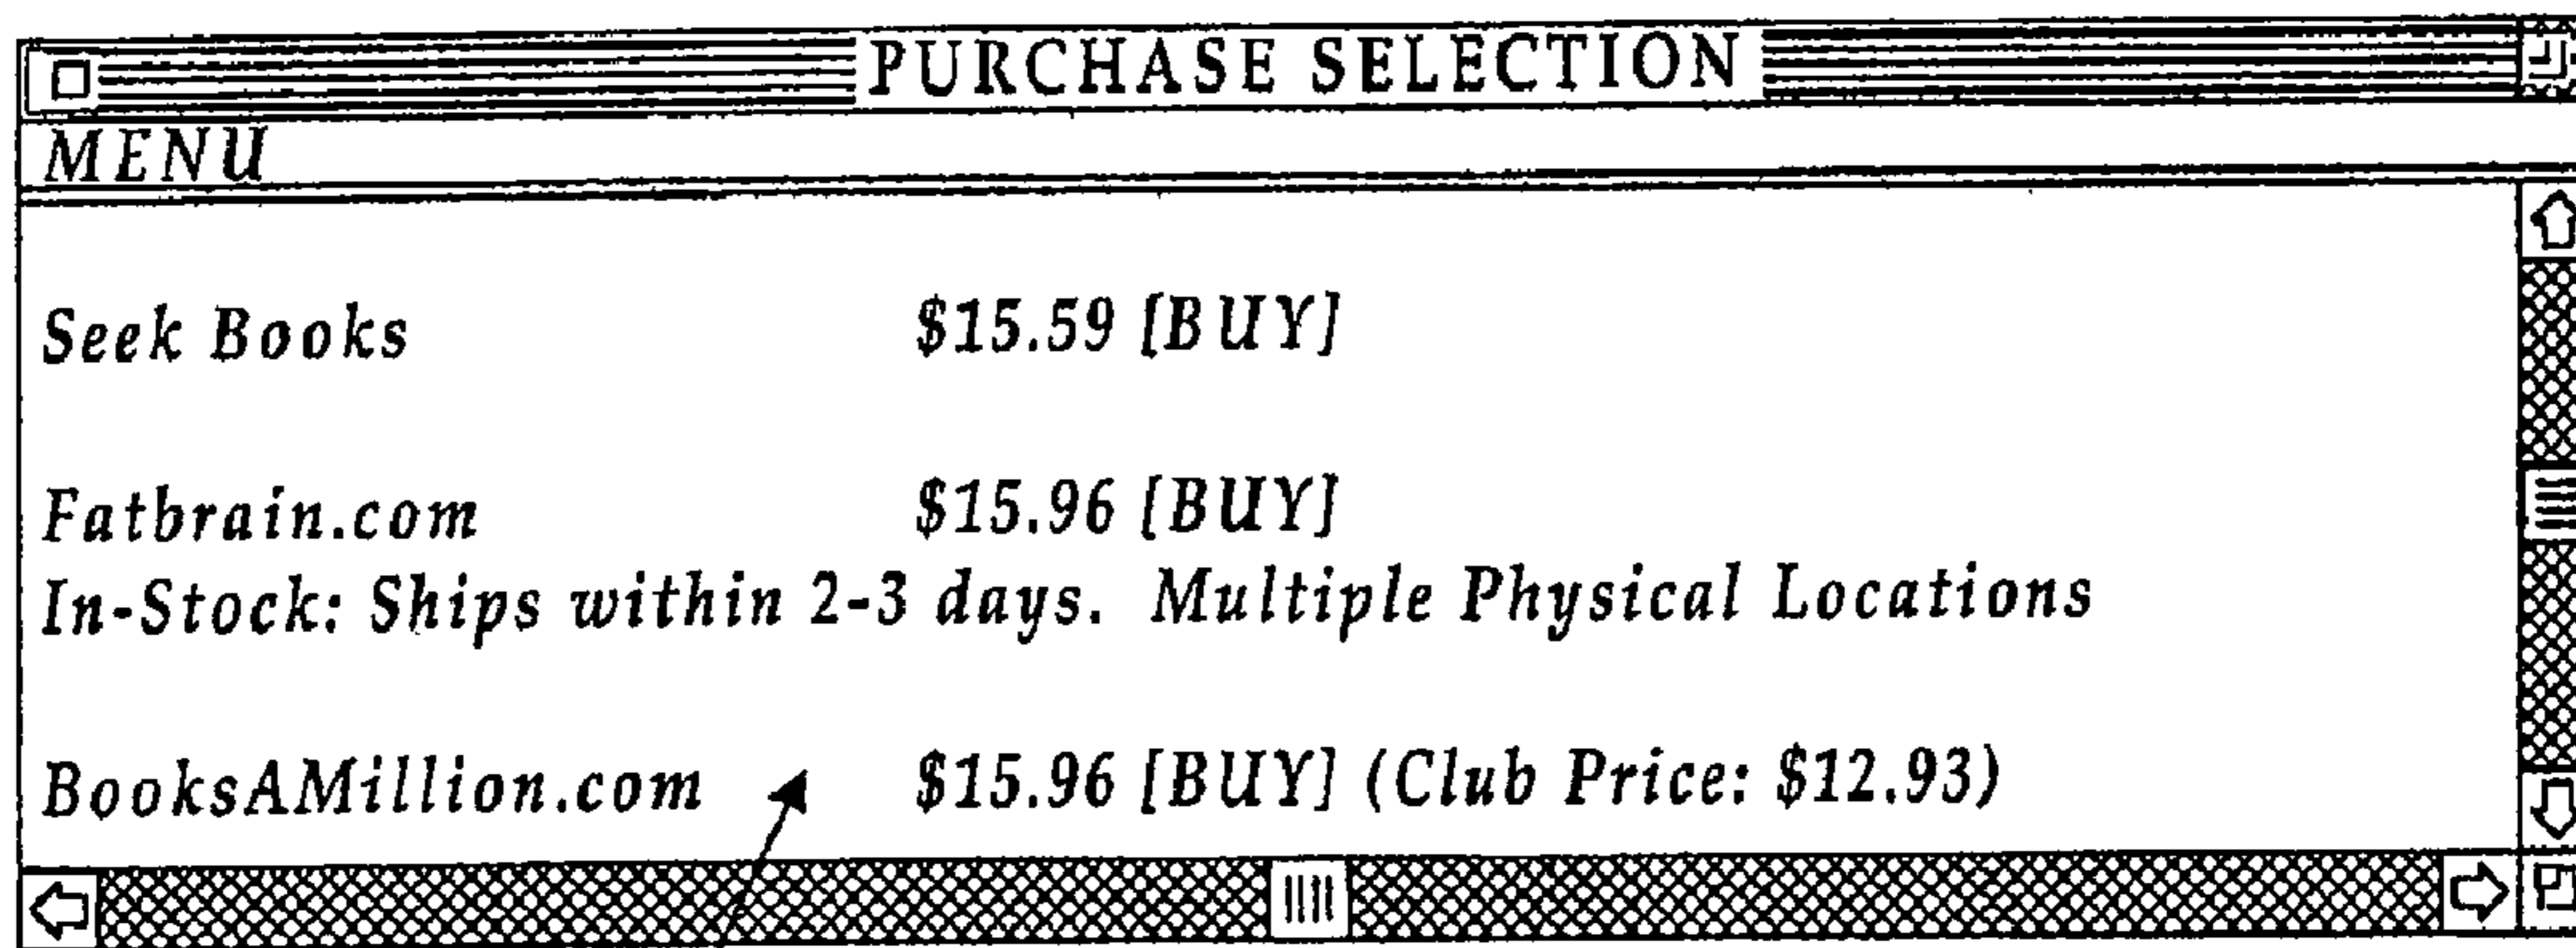 PURCHASE SELECTION
MENU
Seek Books $15.59 [BUY]
Fatbrain.com $15.96 [BUY]
In-Stock: Ships within 2-3 days. Multiple Physical Locations
BooksAMillion.com $15.96 [BUY] (Club Price: $12.93)